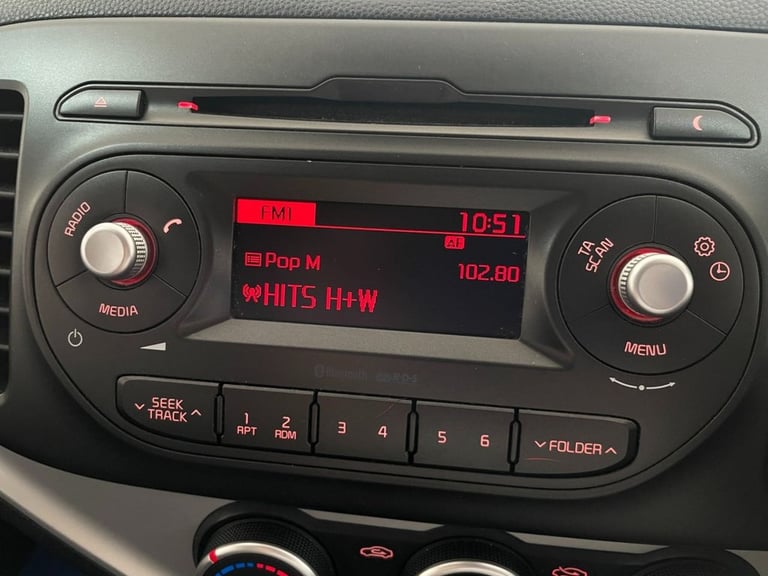 FM1 10:51
AF
Pop M 102.80
HITS H+W
RADIO
MEDIA
TA
SCAN
MENU
Bluetooth R·D·S
SEEK
TRACK
1 2
RPT RDM
3 4
5 6
FOLDER